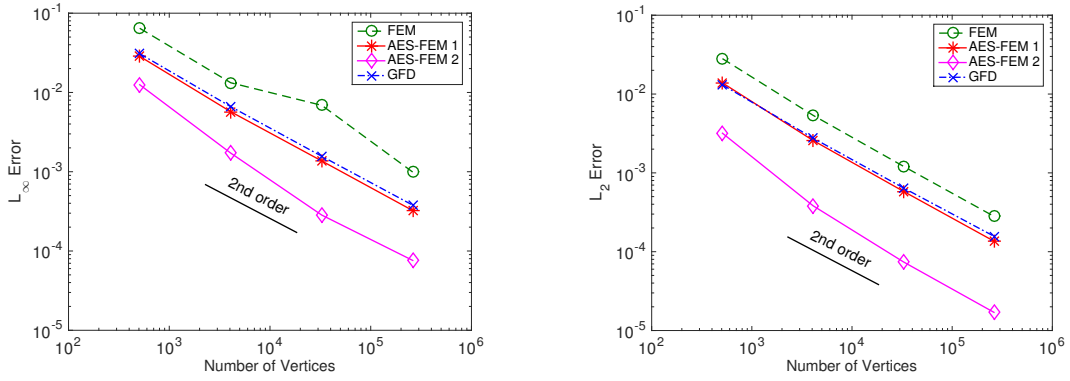 10^-1
10^-2
10^-3
10^-4
10^-5
L∞ Error
10^2
10^3
10^4
10^5
10^6
Number of Vertices
FEM
AES-FEM 1
AES-FEM 2
GFD
2nd order
10^-1
10^-2
10^-3
10^-4
10^-5
L2 Error
10^2
10^3
10^4
10^5
10^6
Number of Vertices
FEM
AES-FEM 1
AES-FEM 2
GFD
2nd order